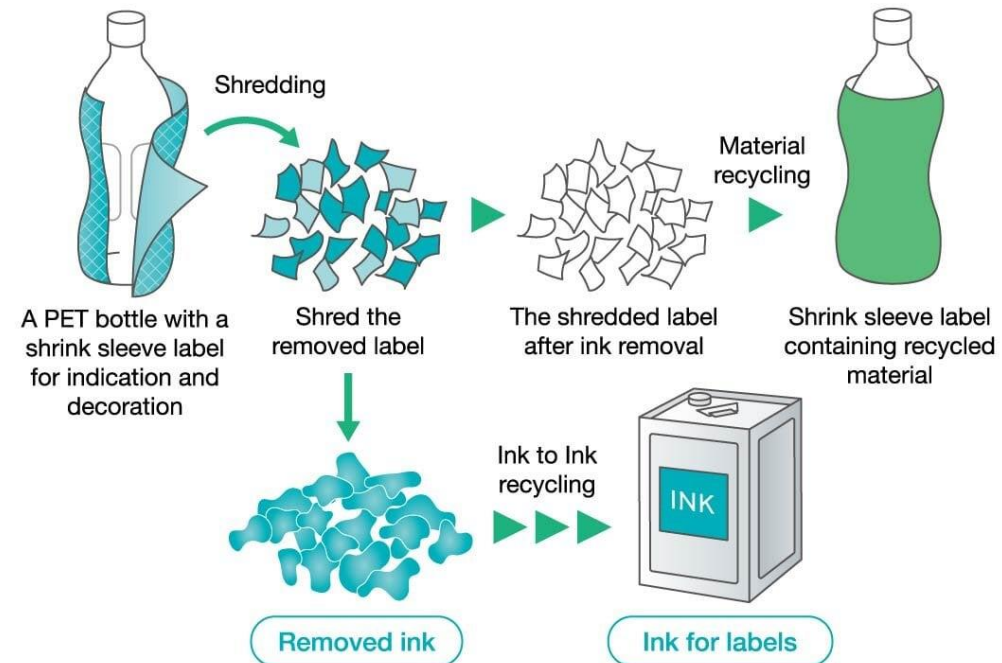 Shredding
Material
recycling
A PET bottle with a
shrink sleeve label
for indication and
decoration
Shred the
removed label
The shredded label
after ink removal
Shrink sleeve label
containing recycled
material
Ink to Ink
recycling
INK
Removed ink
Ink for labels